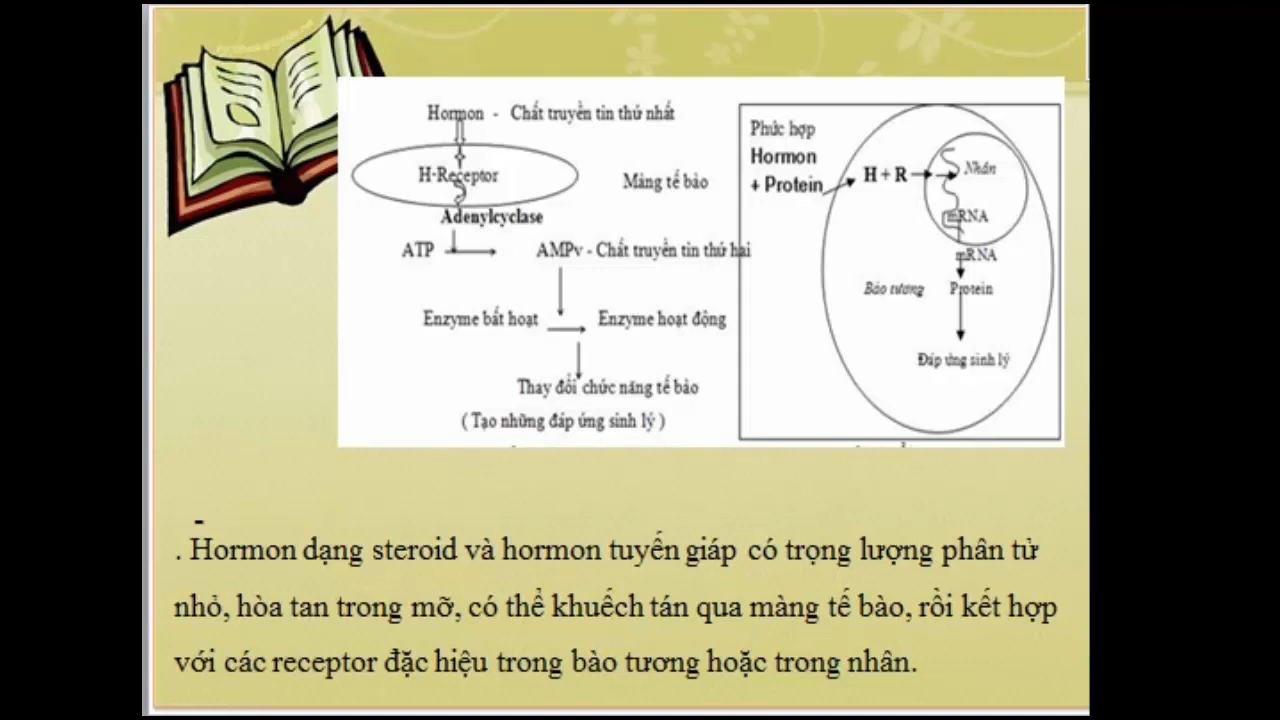 Hormon - Chất truyền tin thứ nhất
H-Receptor
Màng tế bào
Adenylcyclase
ATP
AMPv - Chất truyền tin thứ hai
Enzyme bất hoạt
Enzyme hoạt động
Thay đổi chức năng tế bào
( Tạo những đáp ứng sinh lý )
Phức hợp
Hormon
+ Protein
H + R
Nhân
mRNA
mRNA
Bào tương
Protein
Đáp ứng sinh lý
-
. Hormon dạng steroid và hormon tuyến giáp có trọng lượng phân tử
nhỏ, hòa tan trong mỡ, có thể khuếch tán qua màng tế bào, rồi kết hợp
với các receptor đặc hiệu trong bào tương hoặc trong nhân.